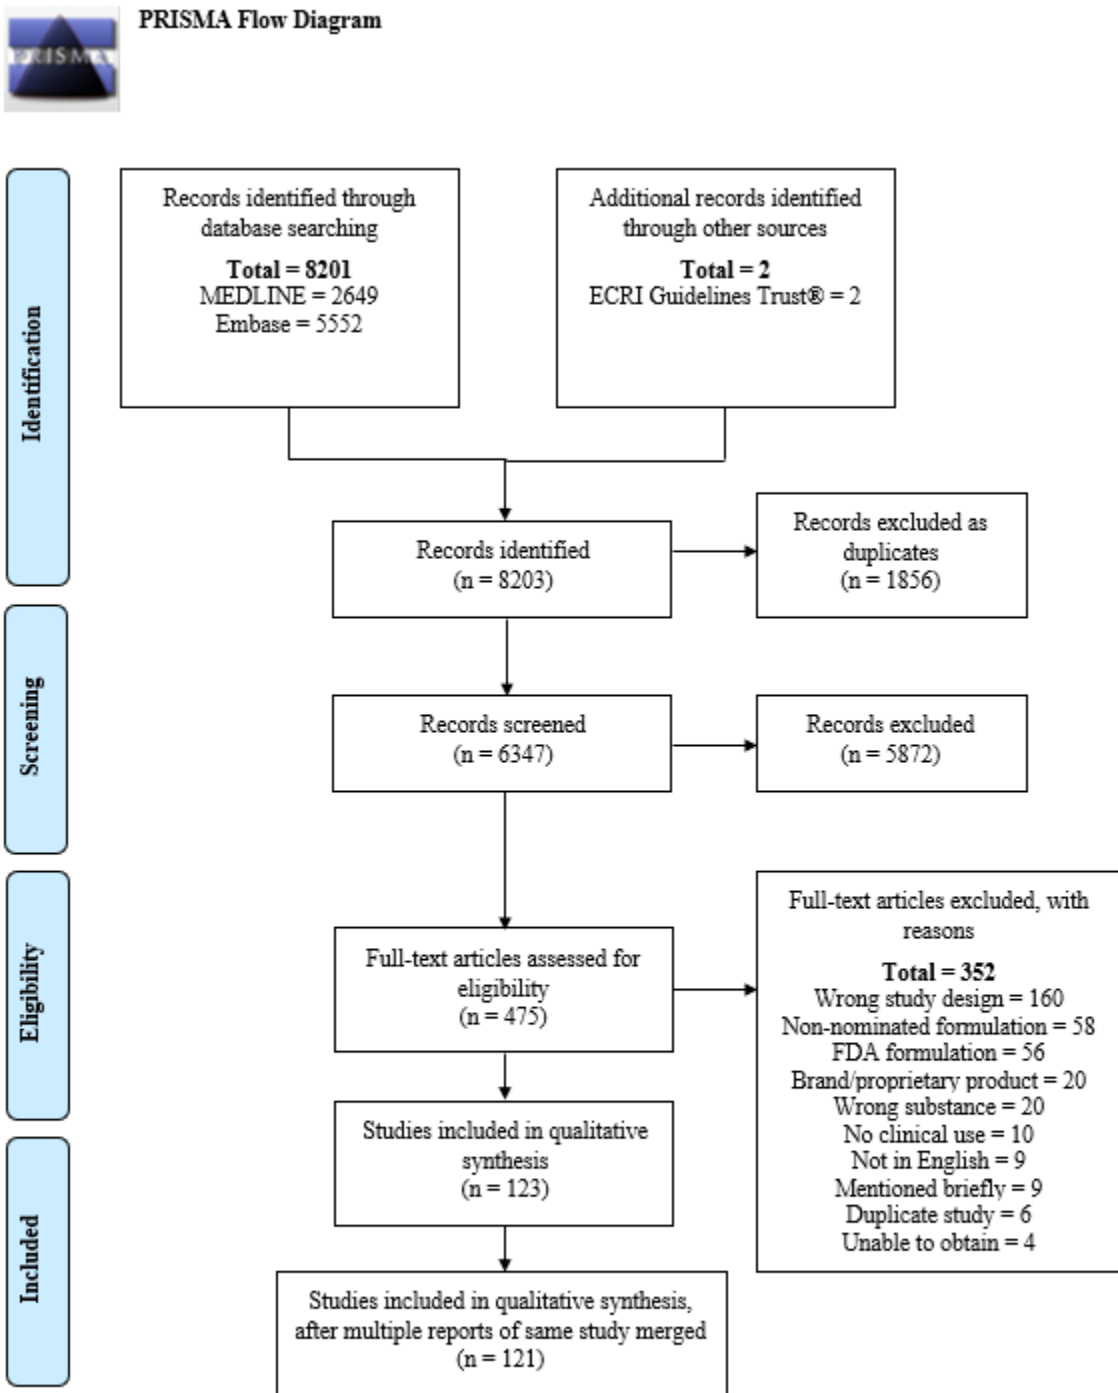 PRISMA
PRISMA Flow Diagram
Identification
Records identified through
database searching
Total = 8201
MEDLINE = 2649
Embase = 5552
Additional records identified
through other sources
Total = 2
ECRI Guidelines Trust® = 2
Records identified
(n = 8203)
Records excluded as
duplicates
(n = 1856)
Screening
Records screened
(n = 6347)
Records excluded
(n = 5872)
Eligibility
Full-text articles assessed for
eligibility
(n = 475)
Full-text articles excluded, with
reasons
Total = 352
Wrong study design = 160
Non-nominated formulation = 58
FDA formulation = 56
Brand/proprietary product = 20
Wrong substance = 20
No clinical use = 10
Not in English = 9
Mentioned briefly = 9
Duplicate study = 6
Unable to obtain = 4
Included
Studies included in qualitative
synthesis
(n = 123)
Studies included in qualitative synthesis,
after multiple reports of same study merged
(n = 121)